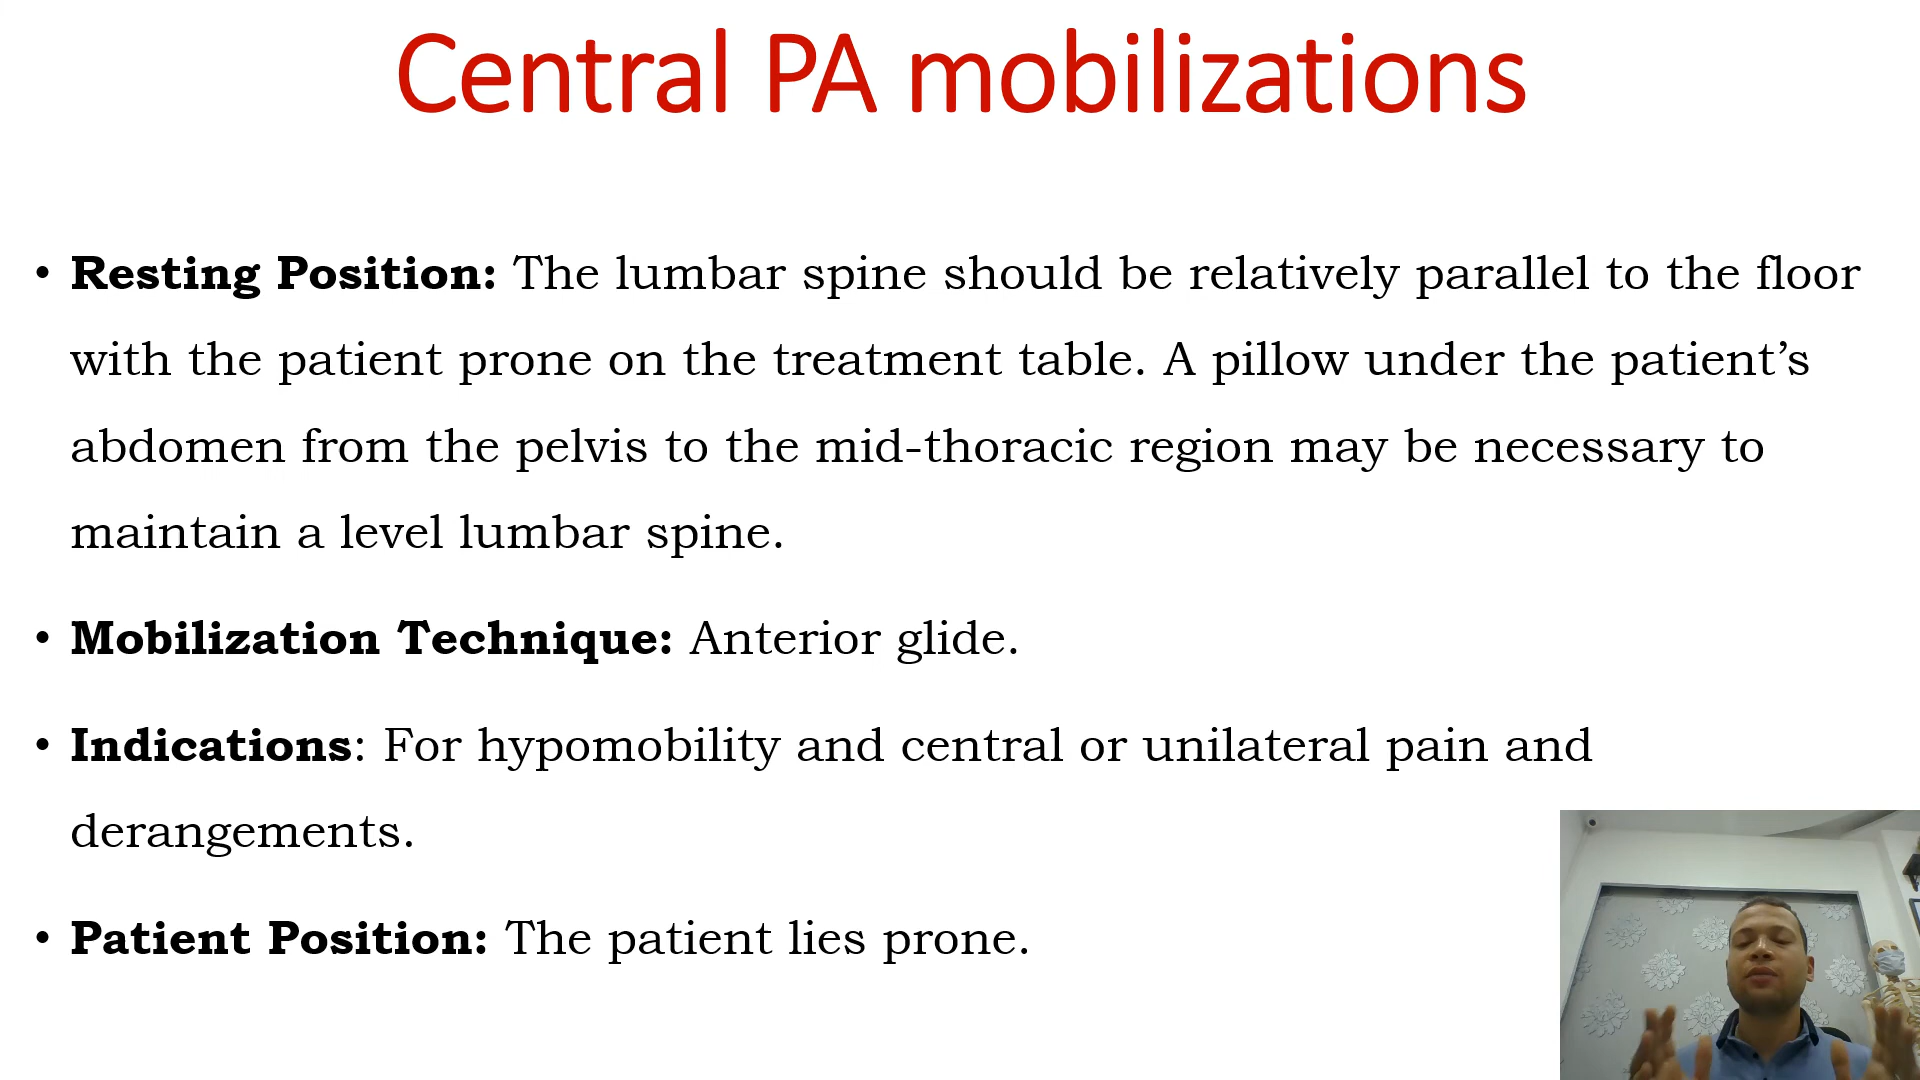 Central PA mobilizations
• Resting Position: The lumbar spine should be relatively parallel to the floor
with the patient prone on the treatment table. A pillow under the patient’s
abdomen from the pelvis to the mid-thoracic region may be necessary to
maintain a level lumbar spine.
• Mobilization Technique: Anterior glide.
• Indications: For hypomobility and central or unilateral pain and
derangements.
• Patient Position: The patient lies prone.